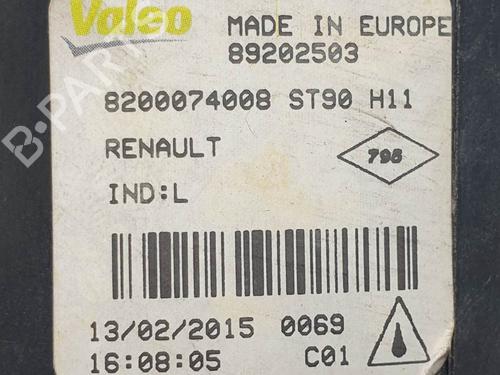 Valeo
MADE IN EUROPE
89202503
8200074008 ST90 H11
RENAULT
795
IND:L
13/02/2015 0069
16:08:05 C01
B-PARTS